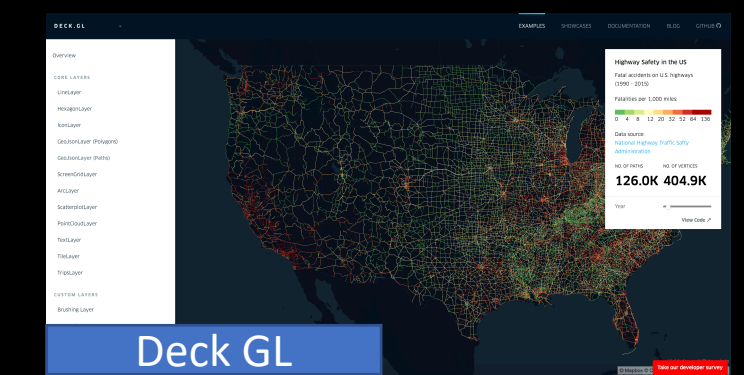 DECK.GL
EXAMPLES SHOWCASES DOCUMENTATION BLOG GITHUB
Overview
CORE LAYERS
LineLayer
HexagonLayer
IconLayer
GeoJsonLayer (Polygons)
GeoJsonLayer (Paths)
ScreenGridLayer
ArcLayer
ScatterplotLayer
PointCloudLayer
TextLayer
TileLayer
TripsLayer
CUSTOM LAYERS
Brushing Layer
Highway Safety in the US
Fatal accidents on U.S. highways
(1990 - 2015)
Fatalities per 1,000 miles:
0 4 8 12 20 32 52 84 136
Data source:
National Highway Traffic Safty
Administration
NO. OF PATHS NO. OF VERTICES
126.0K 404.9K
Year
View Code ↗
Deck GL
© Mapbox ©
Take our developer survey